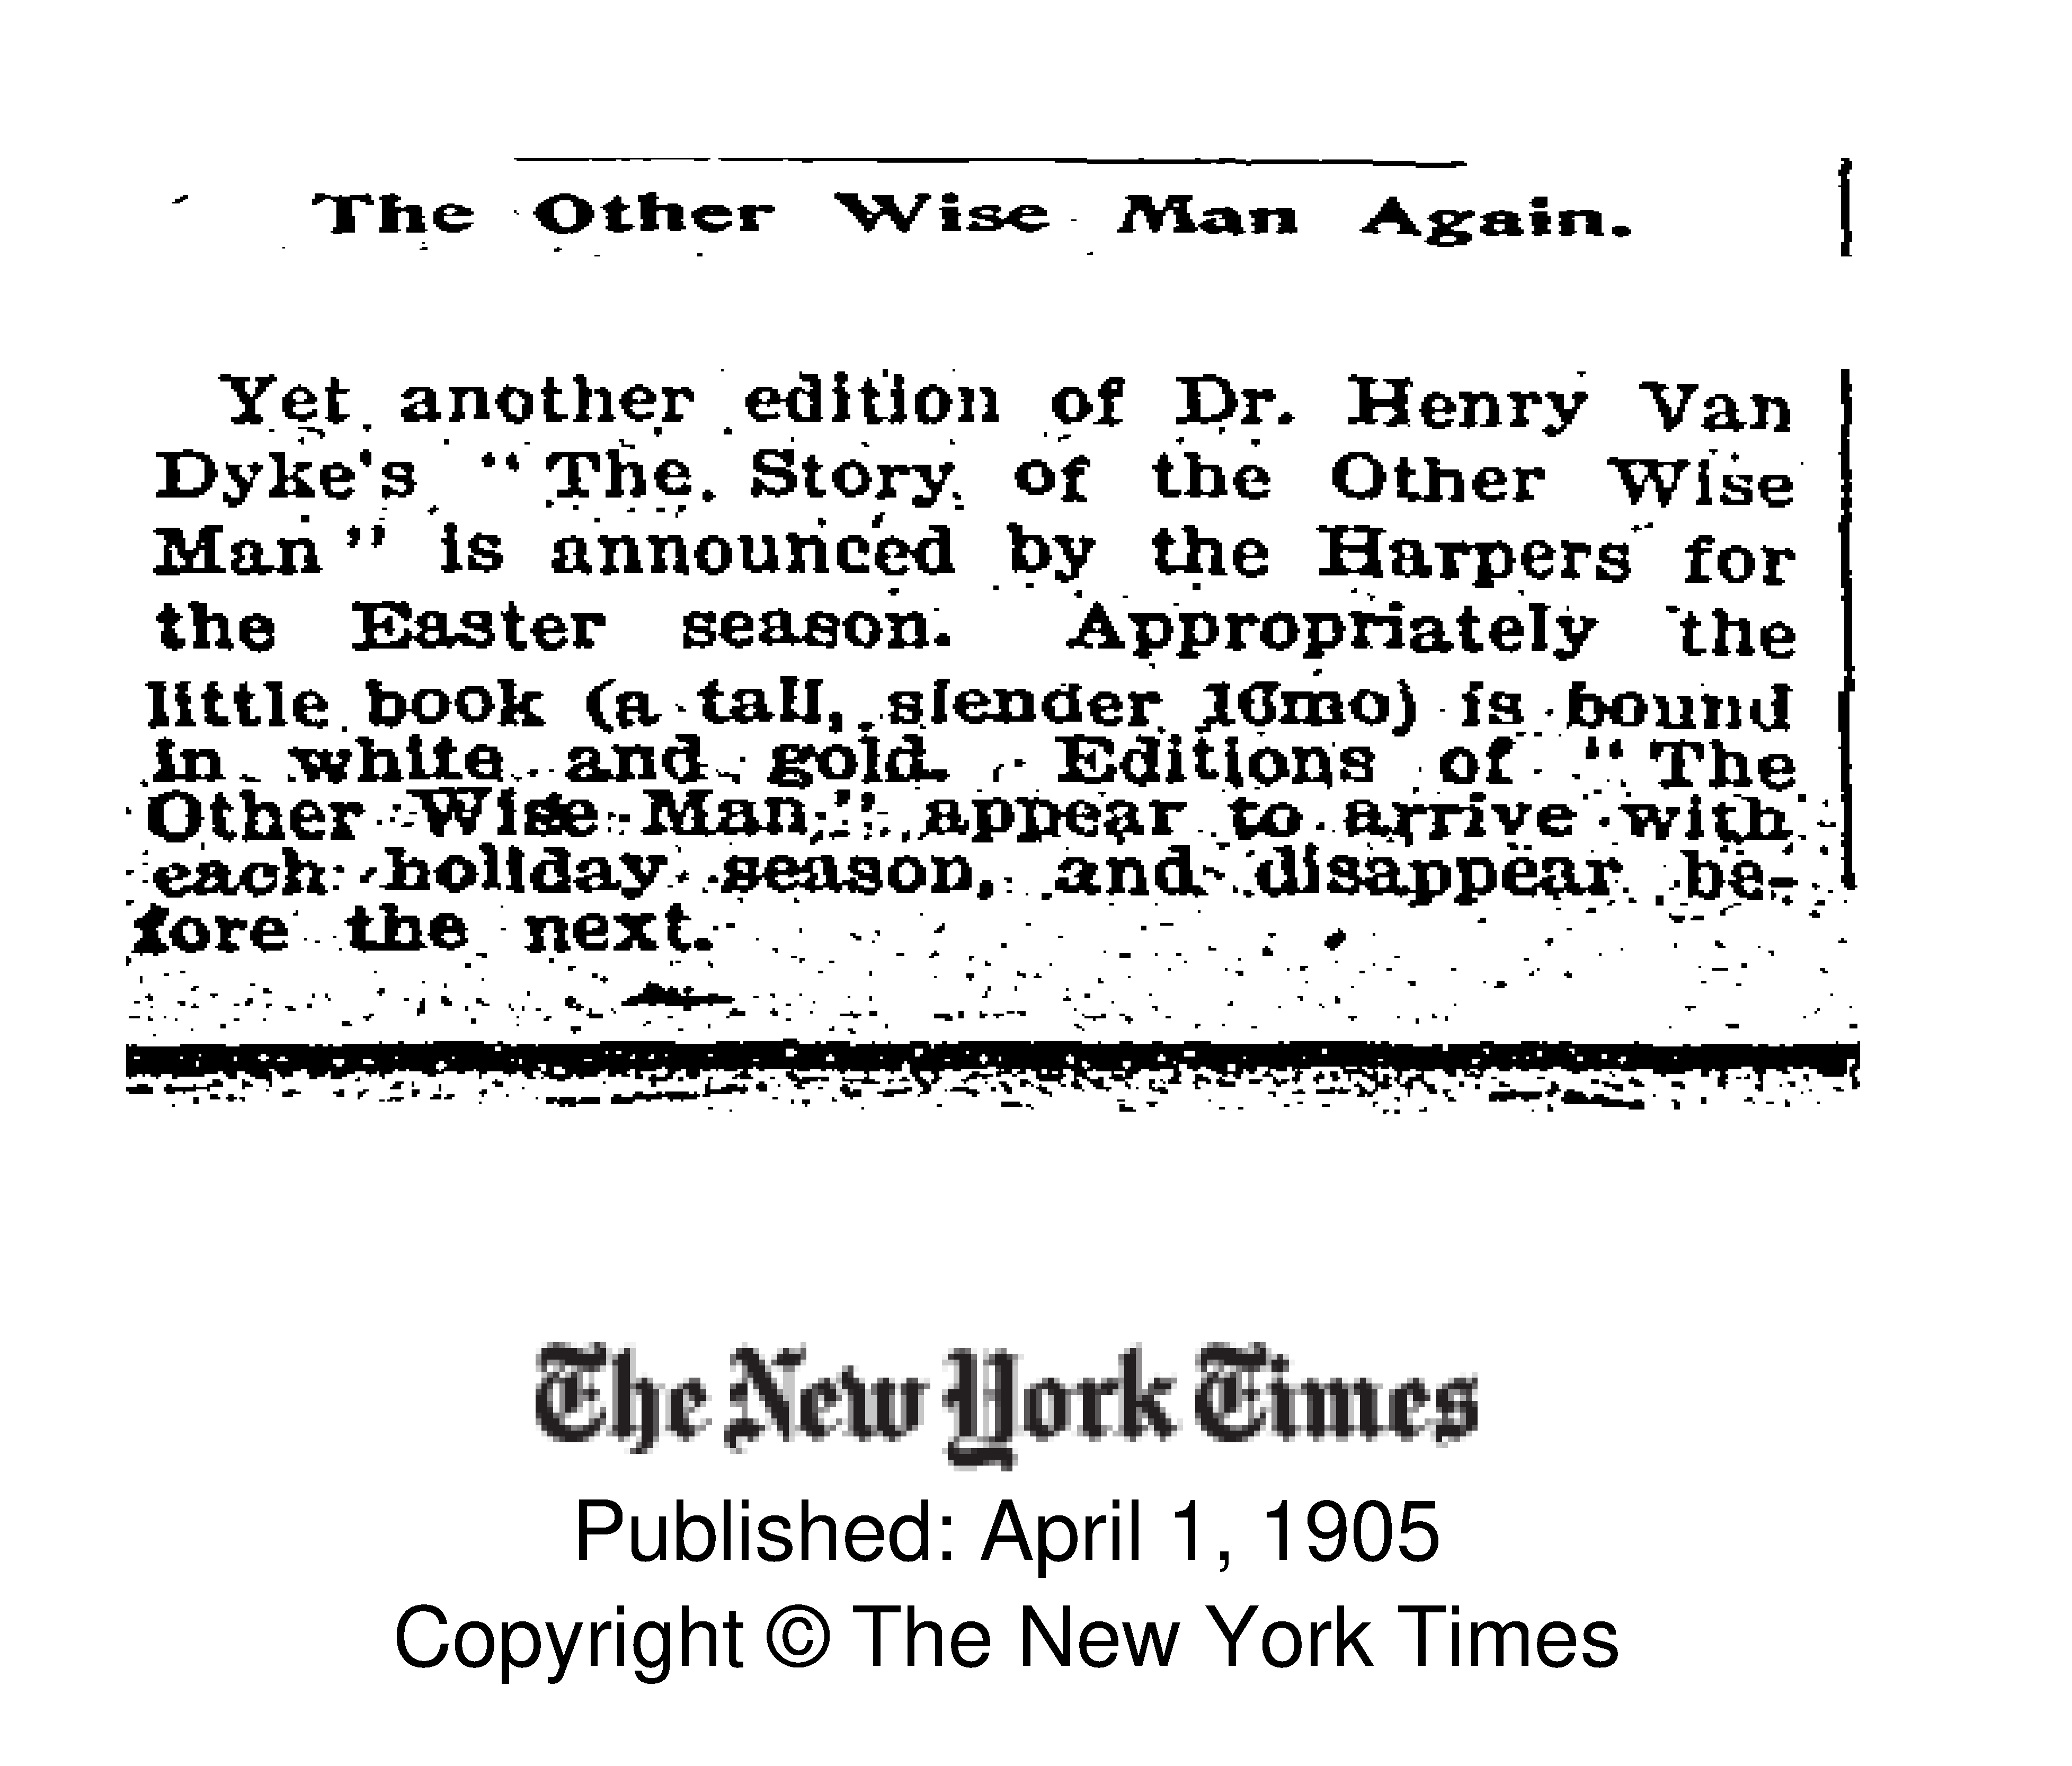 The Other Wise Man Again.
Yet another edition of Dr. Henry Van
Dyke's "The Story of the Other Wise
Man" is announced by the Harpers for
the Easter season. Appropriately the
little book (a tall, slender 16mo) is bound
in white and gold. Editions of "The
Other Wise Man" appear to arrive with
each holiday season, and disappear be-
fore the next.
The New York Times
Published: April 1, 1905
Copyright © The New York Times